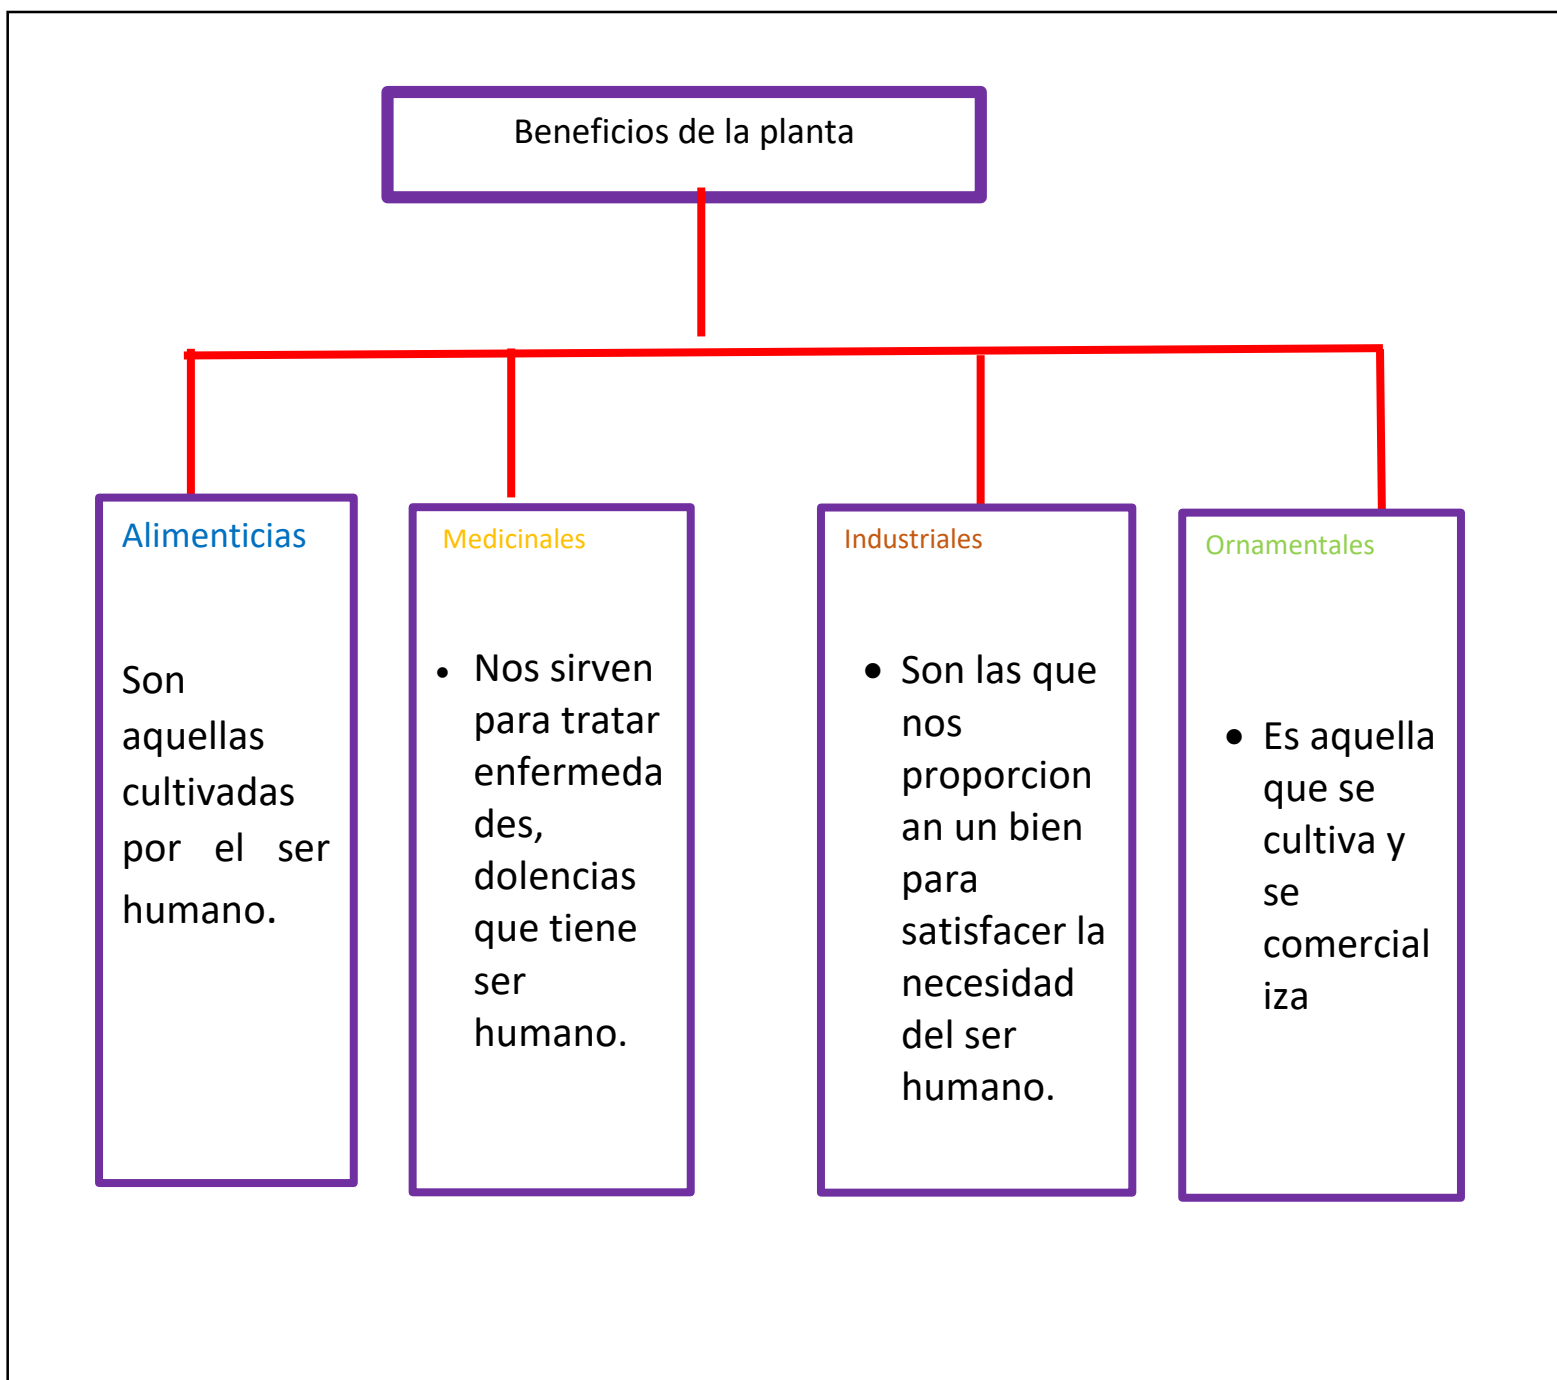 Beneficios de la planta
Alimenticias
Son
aquellas
cultivadas
por el ser
humano.
Medicinales
• Nos sirven
para tratar
enfermeda
des,
dolencias
que tiene
ser
humano.
Industriales
• Son las que
nos
proporcion
an un bien
para
satisfacer la
necesidad
del ser
humano.
Ornamentales
• Es aquella
que se
cultiva y
se
comercial
iza